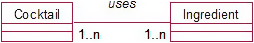 uses
Cocktail
Ingredient
1..n
1..n